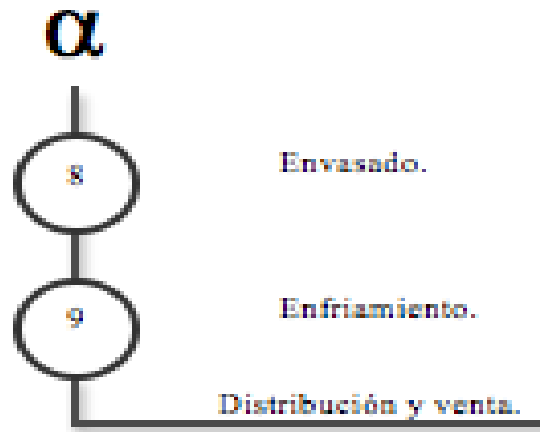 α
8 Envasado.
9 Enfriamiento.
Distribución y venta.